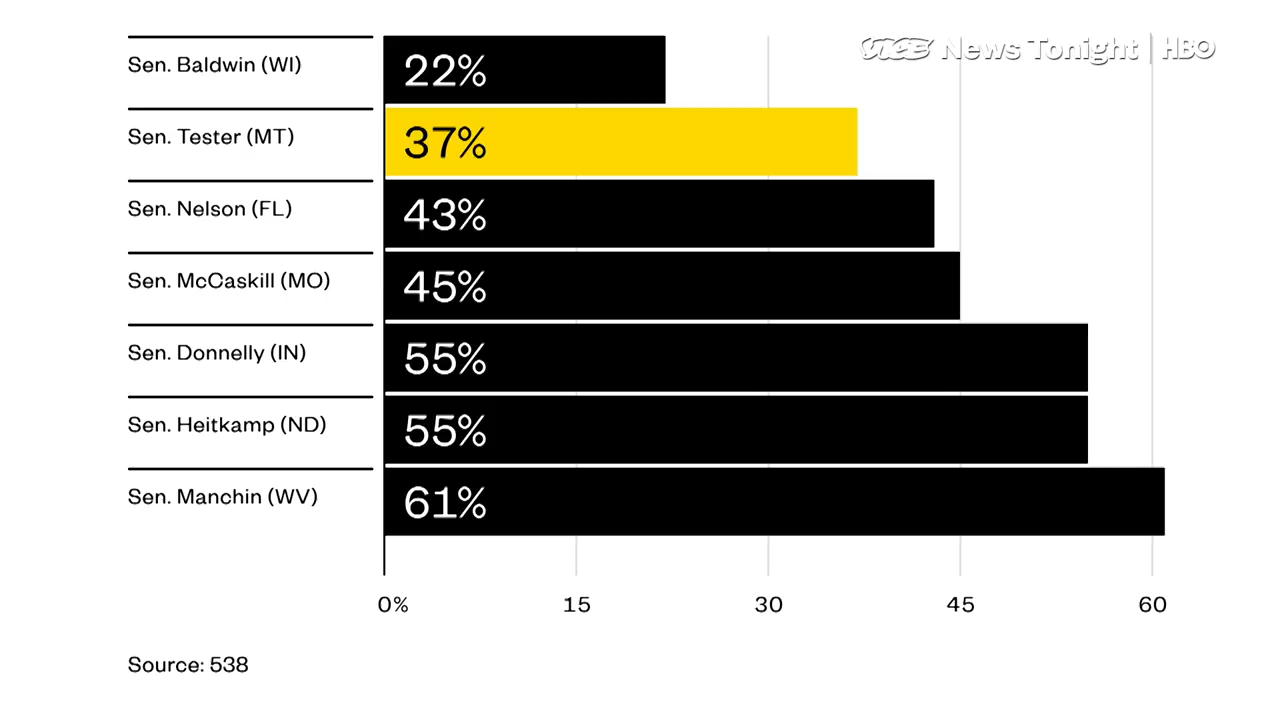 VICE News Tonight | HBO
Sen. Baldwin (WI) 22%
Sen. Tester (MT) 37%
Sen. Nelson (FL) 43%
Sen. McCaskill (MO) 45%
Sen. Donnelly (IN) 55%
Sen. Heitkamp (ND) 55%
Sen. Manchin (WV) 61%
0% 15 30 45 60
Source: 538